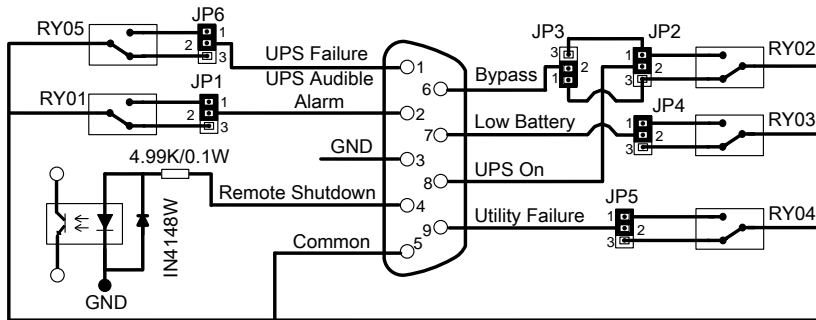 JP6
RY05
1
2
3
UPS Failure
UPS Audible
Alarm
JP1
RY01
1
2
3
GND
4.99K/0.1W
Remote Shutdown
IN4148W
GND
Common
1
2
3
4
5
6
7
8
9
Bypass
Low Battery
UPS On
Utility Failure
JP3
3
2
1
JP2
1
2
3
RY02
JP4
1
2
3
RY03
JP5
1
2
3
RY04